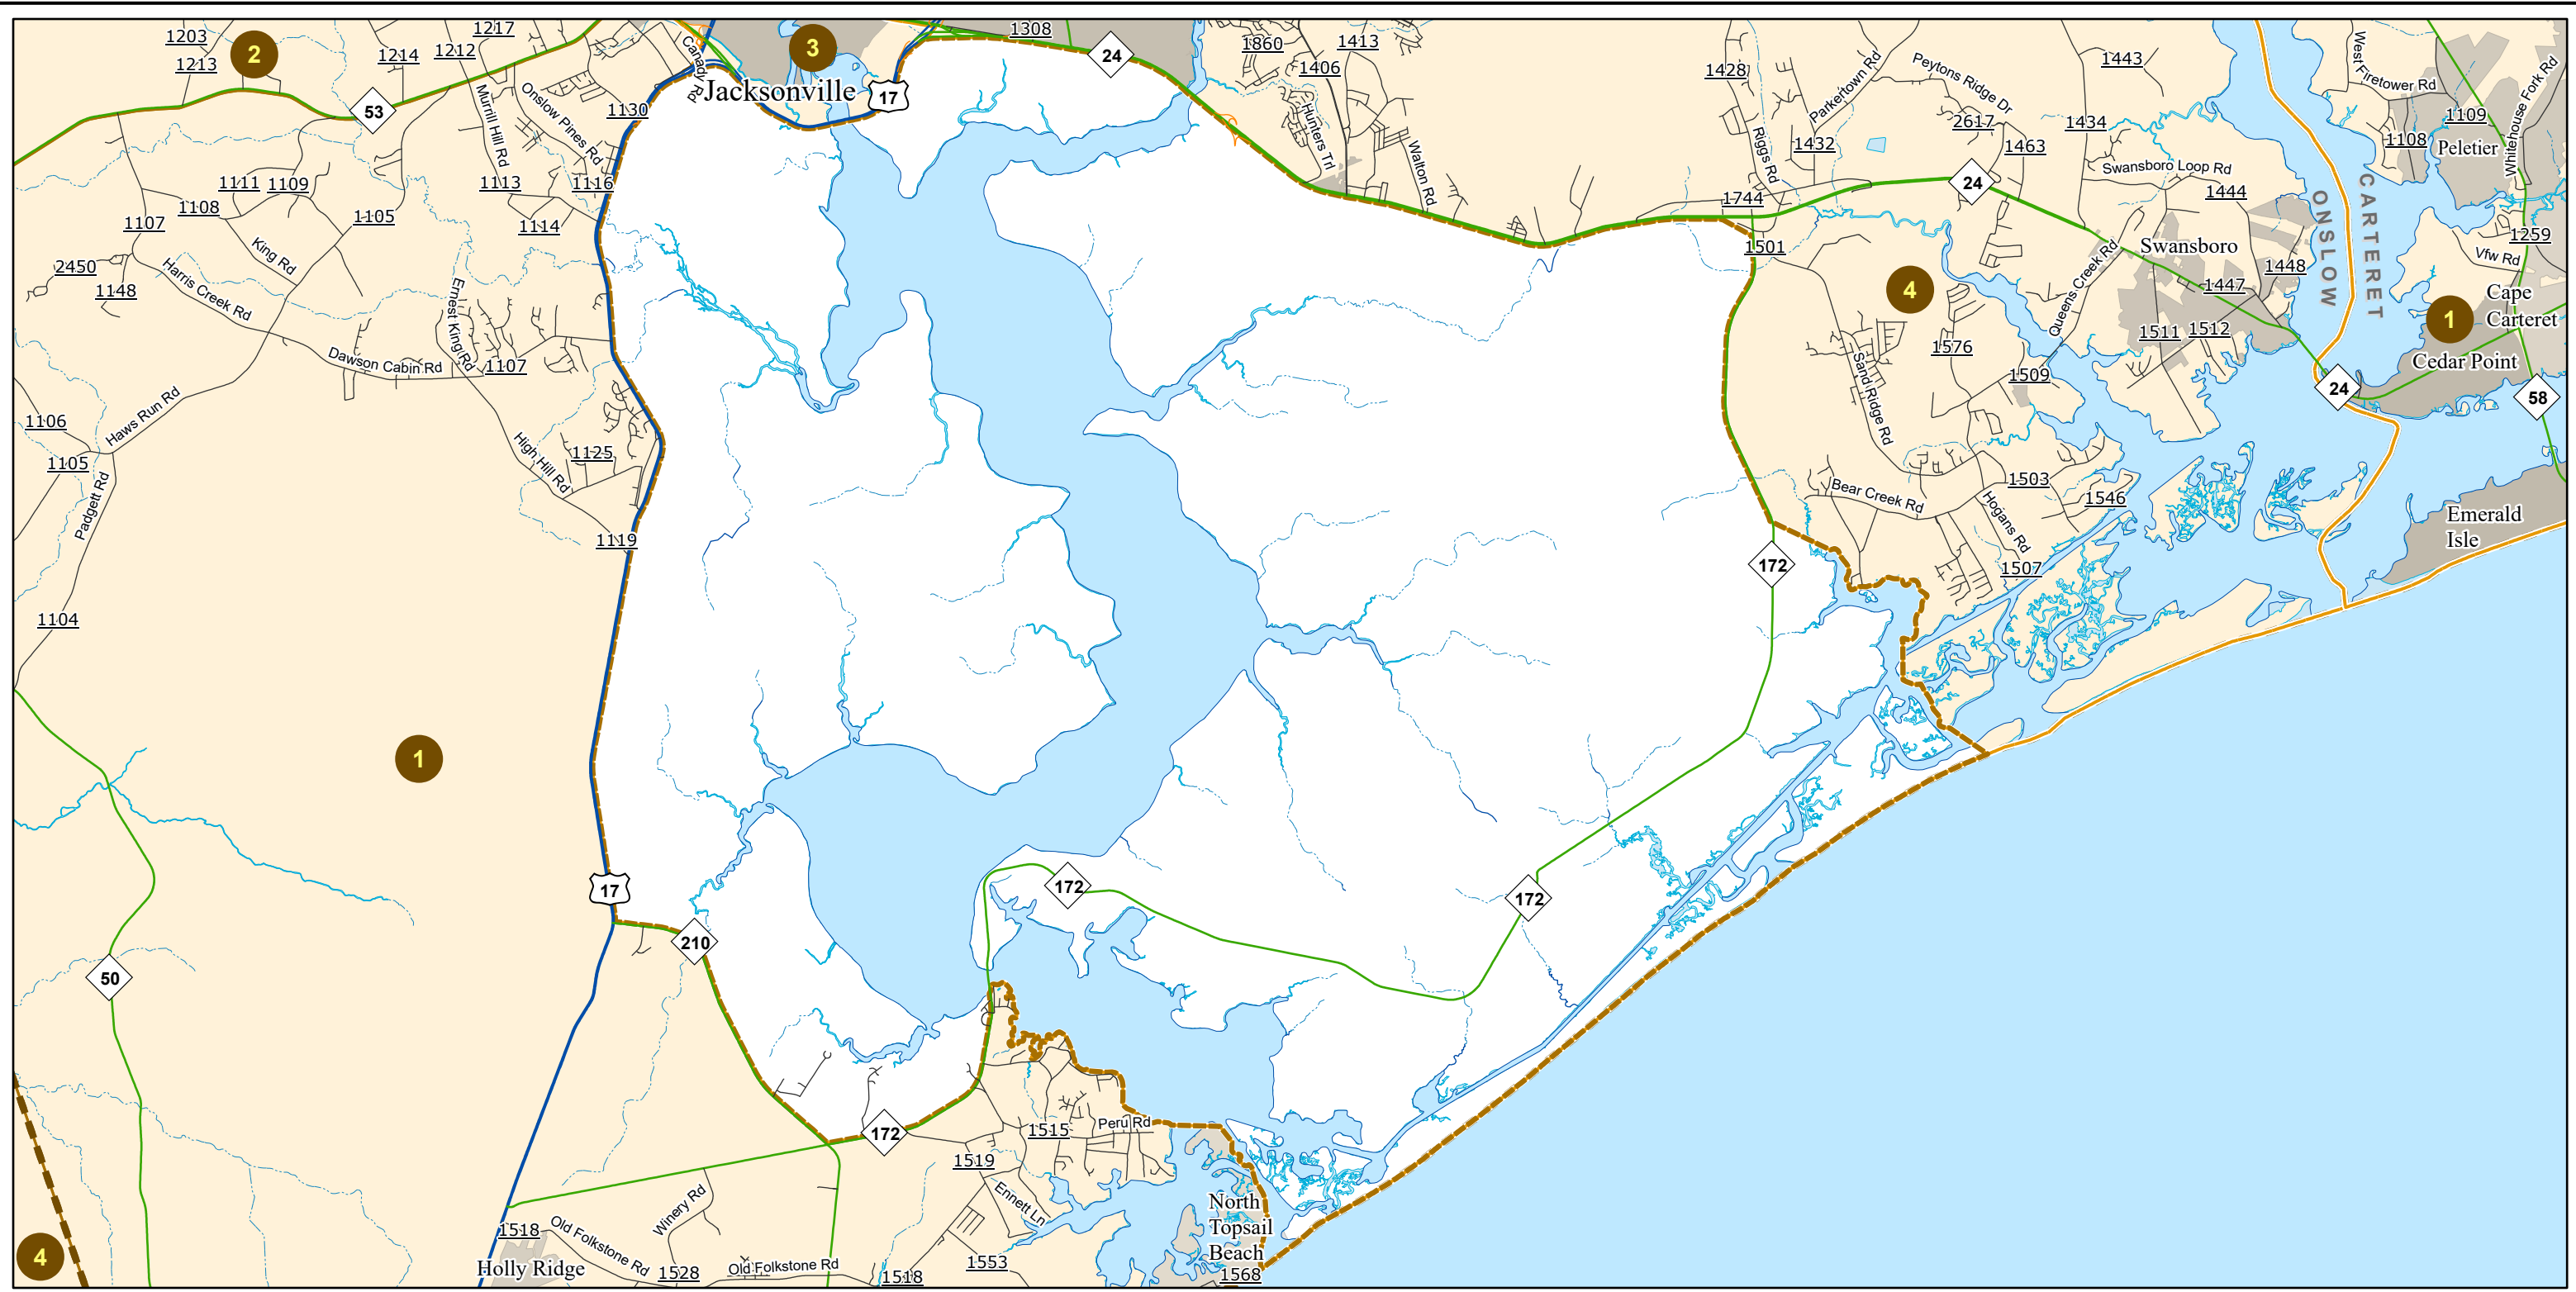 1203
2
1213
1214
1212
1217
53
1130
Canady Rd
Jacksonville
3
17
1308
24
1860
1413
1406
1428
Parkertown Rd
Peytons Ridge Dr
1443
West Firetower Rd
Whitehouse Fork Rd
1109
1108
Peletier
Murrill Hill Rd
Onslow Pines Rd
1113
1116
1114
Hunters Trl
Walton Rd
Riggs Rd
1432
2617
1463
1434
Swansboro Loop Rd
1444
24
1744
1501
1111
1109
1108
1107
1105
King Rd
2450
1148
Harris Creek Rd
Ernest King Rd
Dawson Cabin Rd
1107
4
Queens Creek Rd
Swansboro
1448
1447
1511
1512
ONSLOW
CARTERET
1259
Vfw Rd
Cape
Carteret
1
Cedar Point
24
58
1576
1509
Sand Ridge Rd
1106
Haws Run Rd
1105
Padgett Rd
High Hill Rd
1125
1119
1104
Bear Creek Rd
1503
1546
Hogans Rd
1507
172
Emerald
Isle
1
17
210
50
172
172
172
1515
Peru Rd
1519
Ennett Ln
Winery Rd
1518
Old Folkstone Rd
Holly Ridge
1528
Old Folkstone Rd
1518
1553
North
Topsail
Beach
1568
4